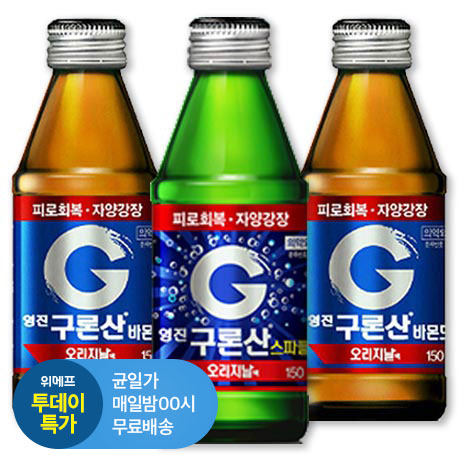 피로회복·자양강장
G
영진 구론산 바몬드
오리지날액
피로회복·자양강장
G
영진 구론산 스파클
오리지날액
150
피로회복·자양강장
G
영진 구론산 바몬드
오리지날액
150
위메프
투데이
특가
균일가
매일밤00시
무료배송